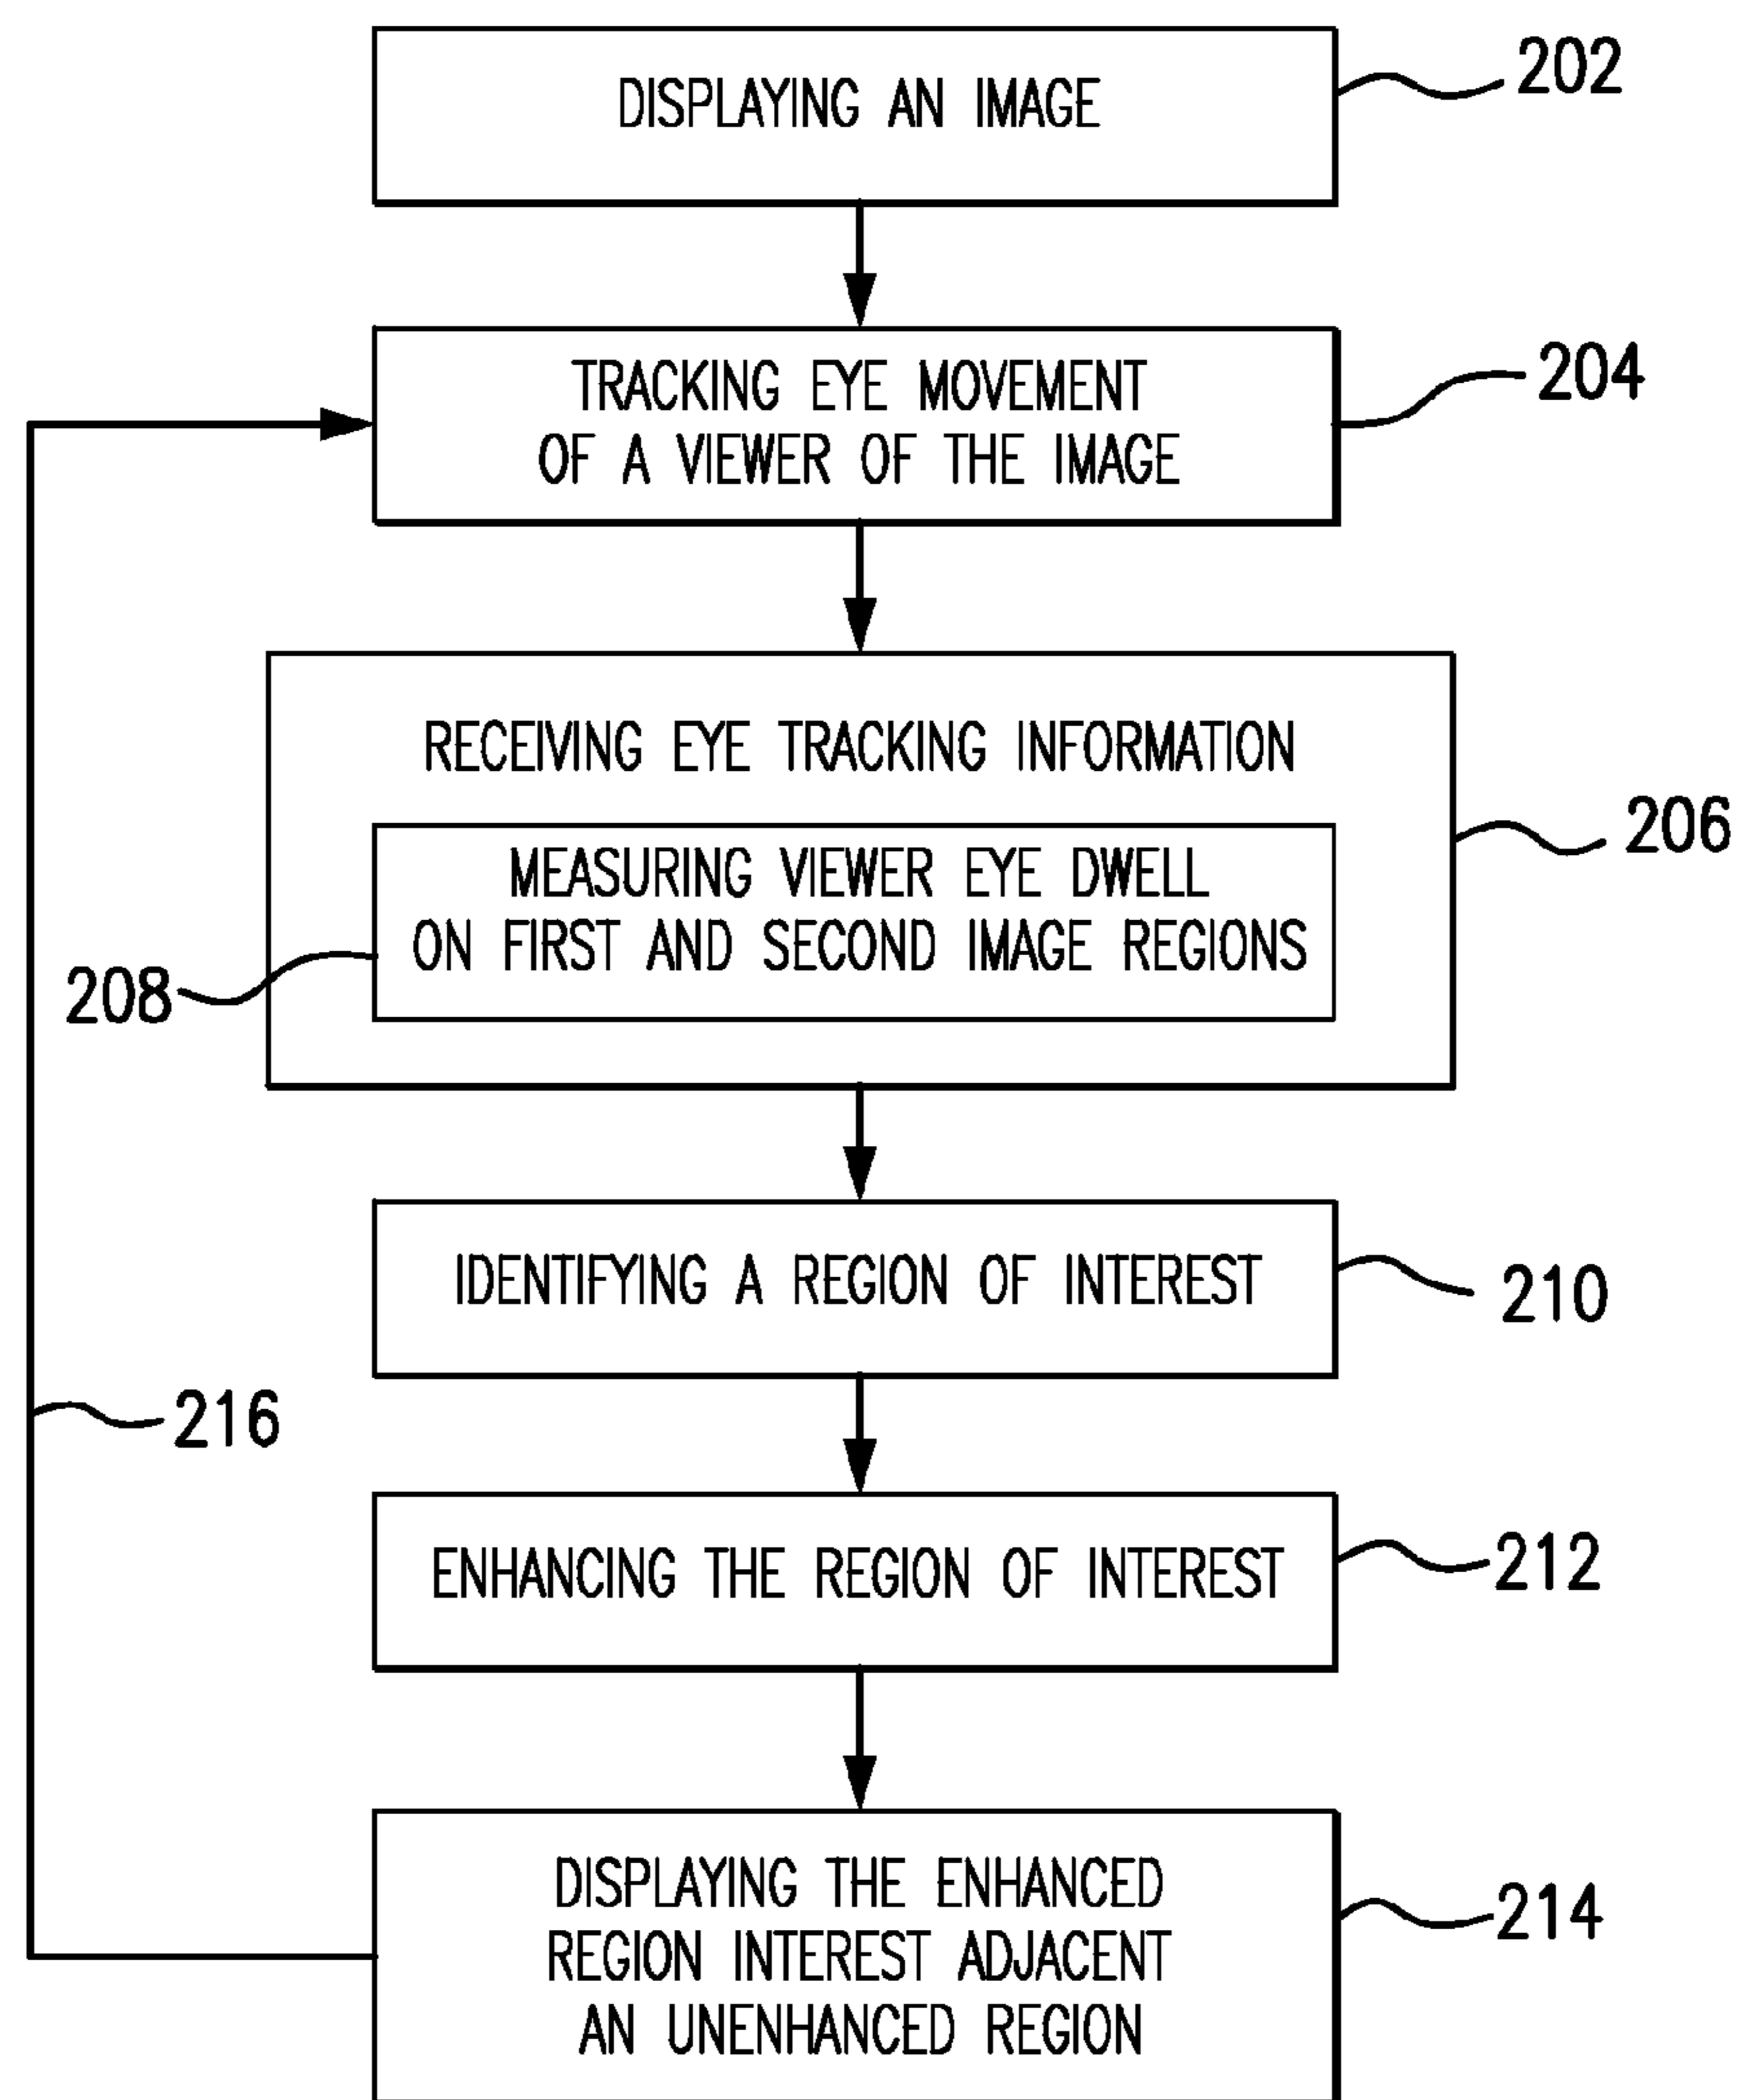 DISPLAYING AN IMAGE
202
TRACKING EYE MOVEMENT
OF A VIEWER OF THE IMAGE
204
RECEIVING EYE TRACKING INFORMATION
206
MEASURING VIEWER EYE DWELL
ON FIRST AND SECOND IMAGE REGIONS
208
IDENTIFYING A REGION OF INTEREST
210
216
ENHANCING THE REGION OF INTEREST
212
DISPLAYING THE ENHANCED
REGION INTEREST ADJACENT
AN UNENHANCED REGION
214